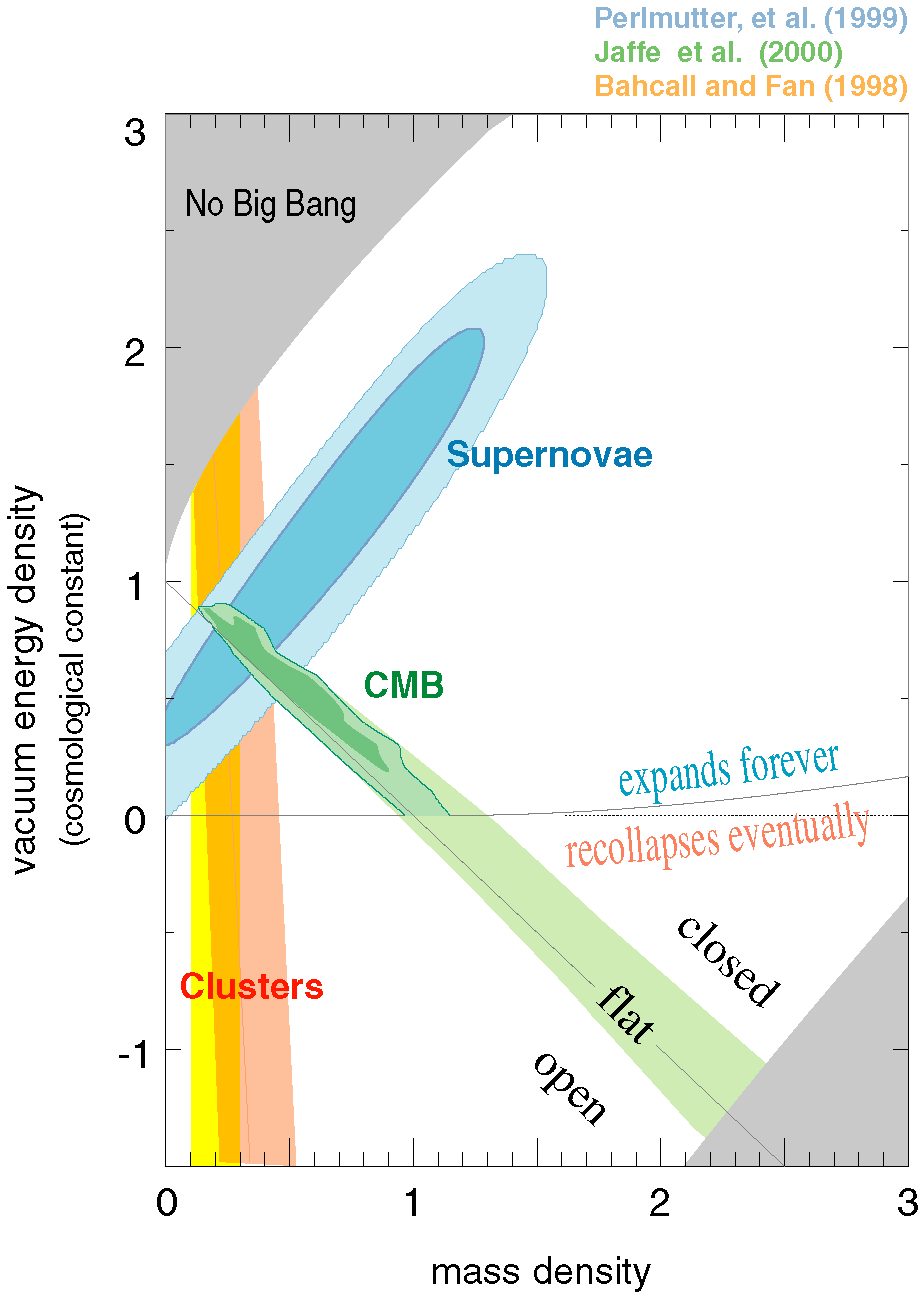 Perlmutter, et al. (1999)
Jaffe et al. (2000)
Bahcall and Fan (1998)
3
No Big Bang
2
Supernovae
1
CMB
expands forever
0
recollapses eventually
closed
Clusters
flat
-1
open
0
1
2
3
mass density
vacuum energy density
(cosmological constant)